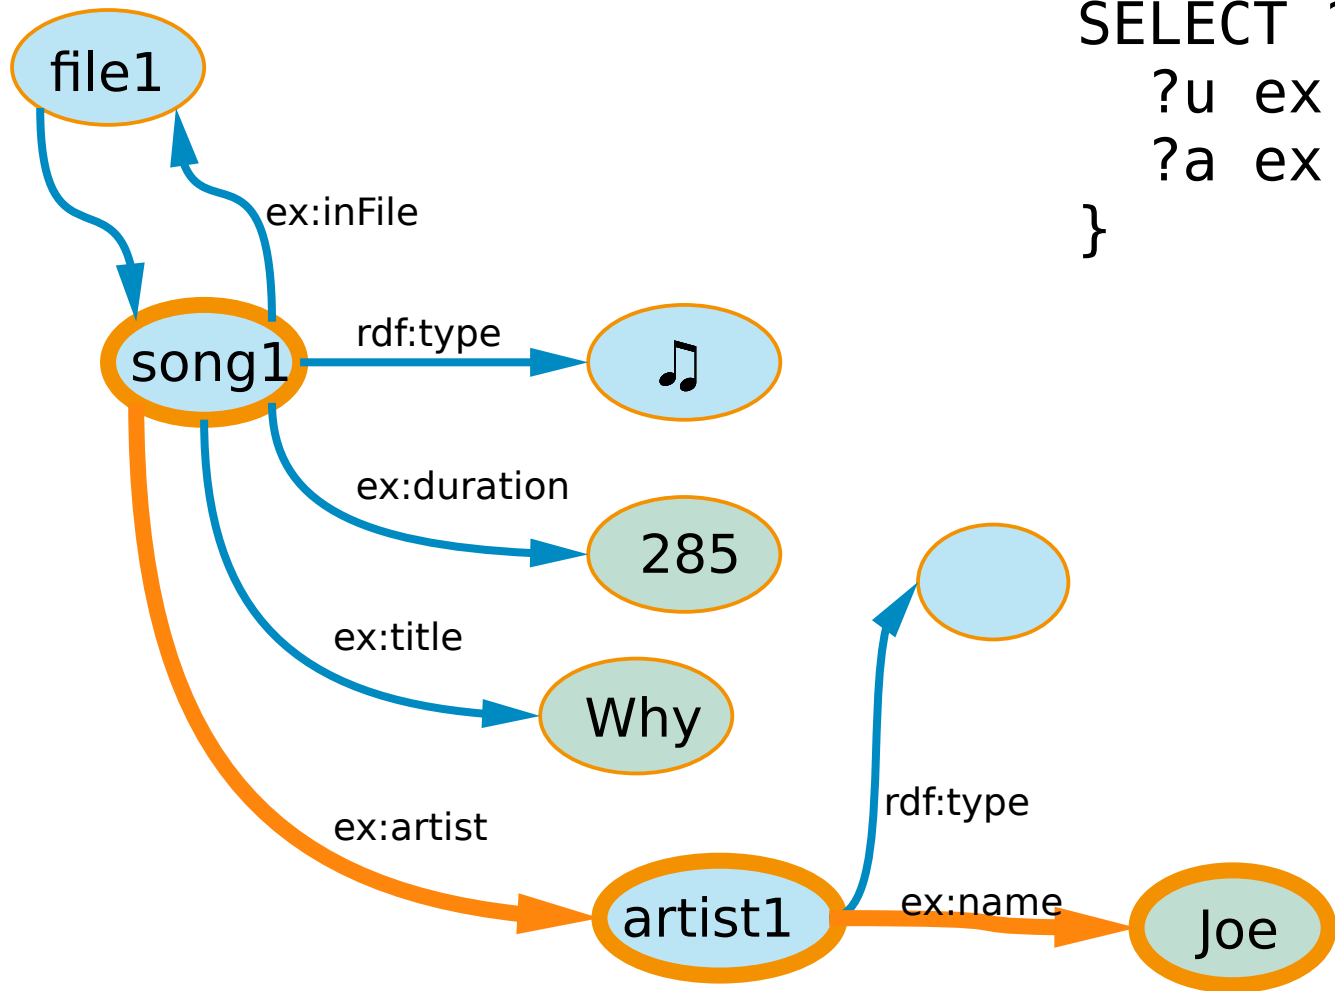 file1
SELECT
?u ex
?a ex
}
ex:inFile
song1
rdf:type
♫
ex:duration
285
ex:title
Why
rdf:type
ex:artist
artist1
ex:name
Joe